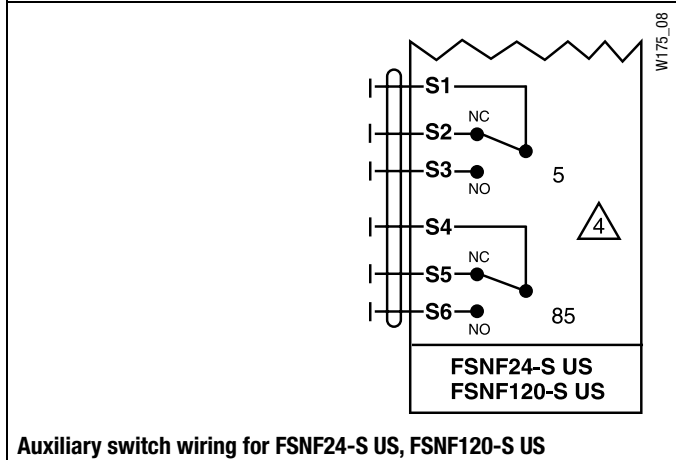 W175_08
S1
NC
S2
S3
NO
5
S4
4
NC
S5
S6
NO
85
FSNF24-S US
FSNF120-S US
Auxiliary switch wiring for FSNF24-S US, FSNF120-S US